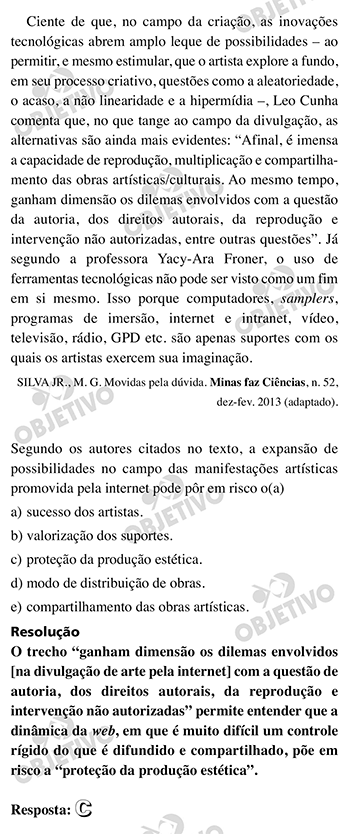 Ciente de que, no campo da criação, as inovações
tecnológicas abrem amplo leque de possibilidades – ao
permitir, e mesmo estimular, que o artista explore a fundo,
em seu processo criativo, questões como a aleatoriedade,
o acaso, a não linearidade e a hipermídia –, Leo Cunha
comenta que, no que tange ao campo da divulgação, as
alternativas são ainda mais evidentes: “Afinal, é imensa
a capacidade de reprodução, multiplicação e compartilha-
mento das obras artísticas/culturais. Ao mesmo tempo,
ganham dimensão os dilemas envolvidos com a questão
da autoria, dos direitos autorais, da reprodução e
intervenção não autorizadas, entre outras questões”. Já
segundo a professora Yacy-Ara Froner, o uso de
ferramentas tecnológicas não pode ser visto como um fim
em si mesmo. Isso porque computadores, samplers,
programas de imersão, internet e intranet, vídeo,
televisão, rádio, GPD etc. são apenas suportes com os
quais os artistas exercem sua imaginação.
SILVA JR., M. G. Movidas pela dúvida. Minas faz Ciências, n. 52,
dez-fev. 2013 (adaptado).
Segundo os autores citados no texto, a expansão de
possibilidades no campo das manifestações artísticas
promovida pela internet pode pôr em risco o(a)
a) sucesso dos artistas.
b) valorização dos suportes.
c) proteção da produção estética.
d) modo de distribuição de obras.
e) compartilhamento das obras artísticas.
Resolução
O trecho “ganham dimensão os dilemas envolvidos
[na divulgação de arte pela internet] com a questão de
autoria, dos direitos autorais, da reprodução e
intervenção não autorizadas” permite entender que a
dinâmica da web, em que é muito difícil um controle
rígido do que é difundido e compartilhado, põe em
risco a “proteção da produção estética”.
Resposta: C
OBJETIVO
OBJETIVO
OBJETIVO
OBJETIVO
OBJETIVO
OBJETIVO
OBJETIVO
OBJETIVO
OBJETIVO
OBJETIVO